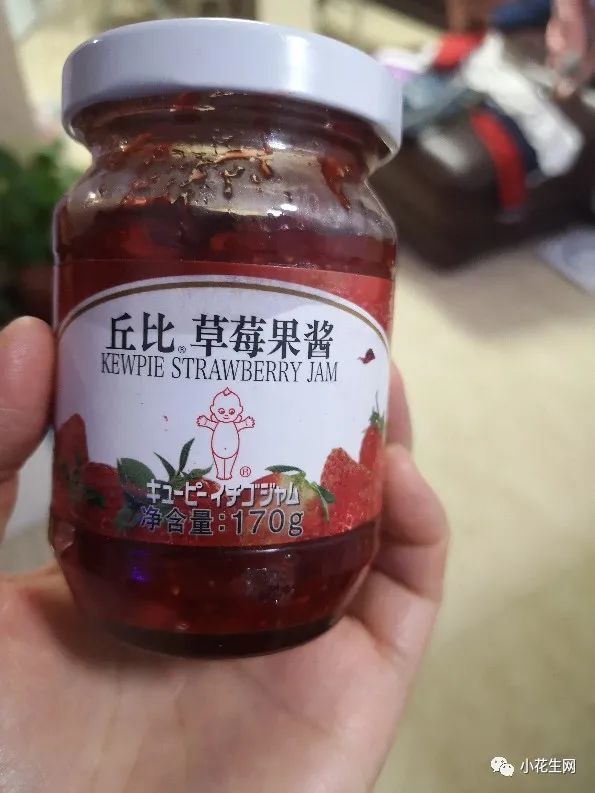 丘比® 草莓果酱
KEWPIE STRAWBERRY JAM
®
キユーピーイチゴジャム
净含量:170g
小花生网